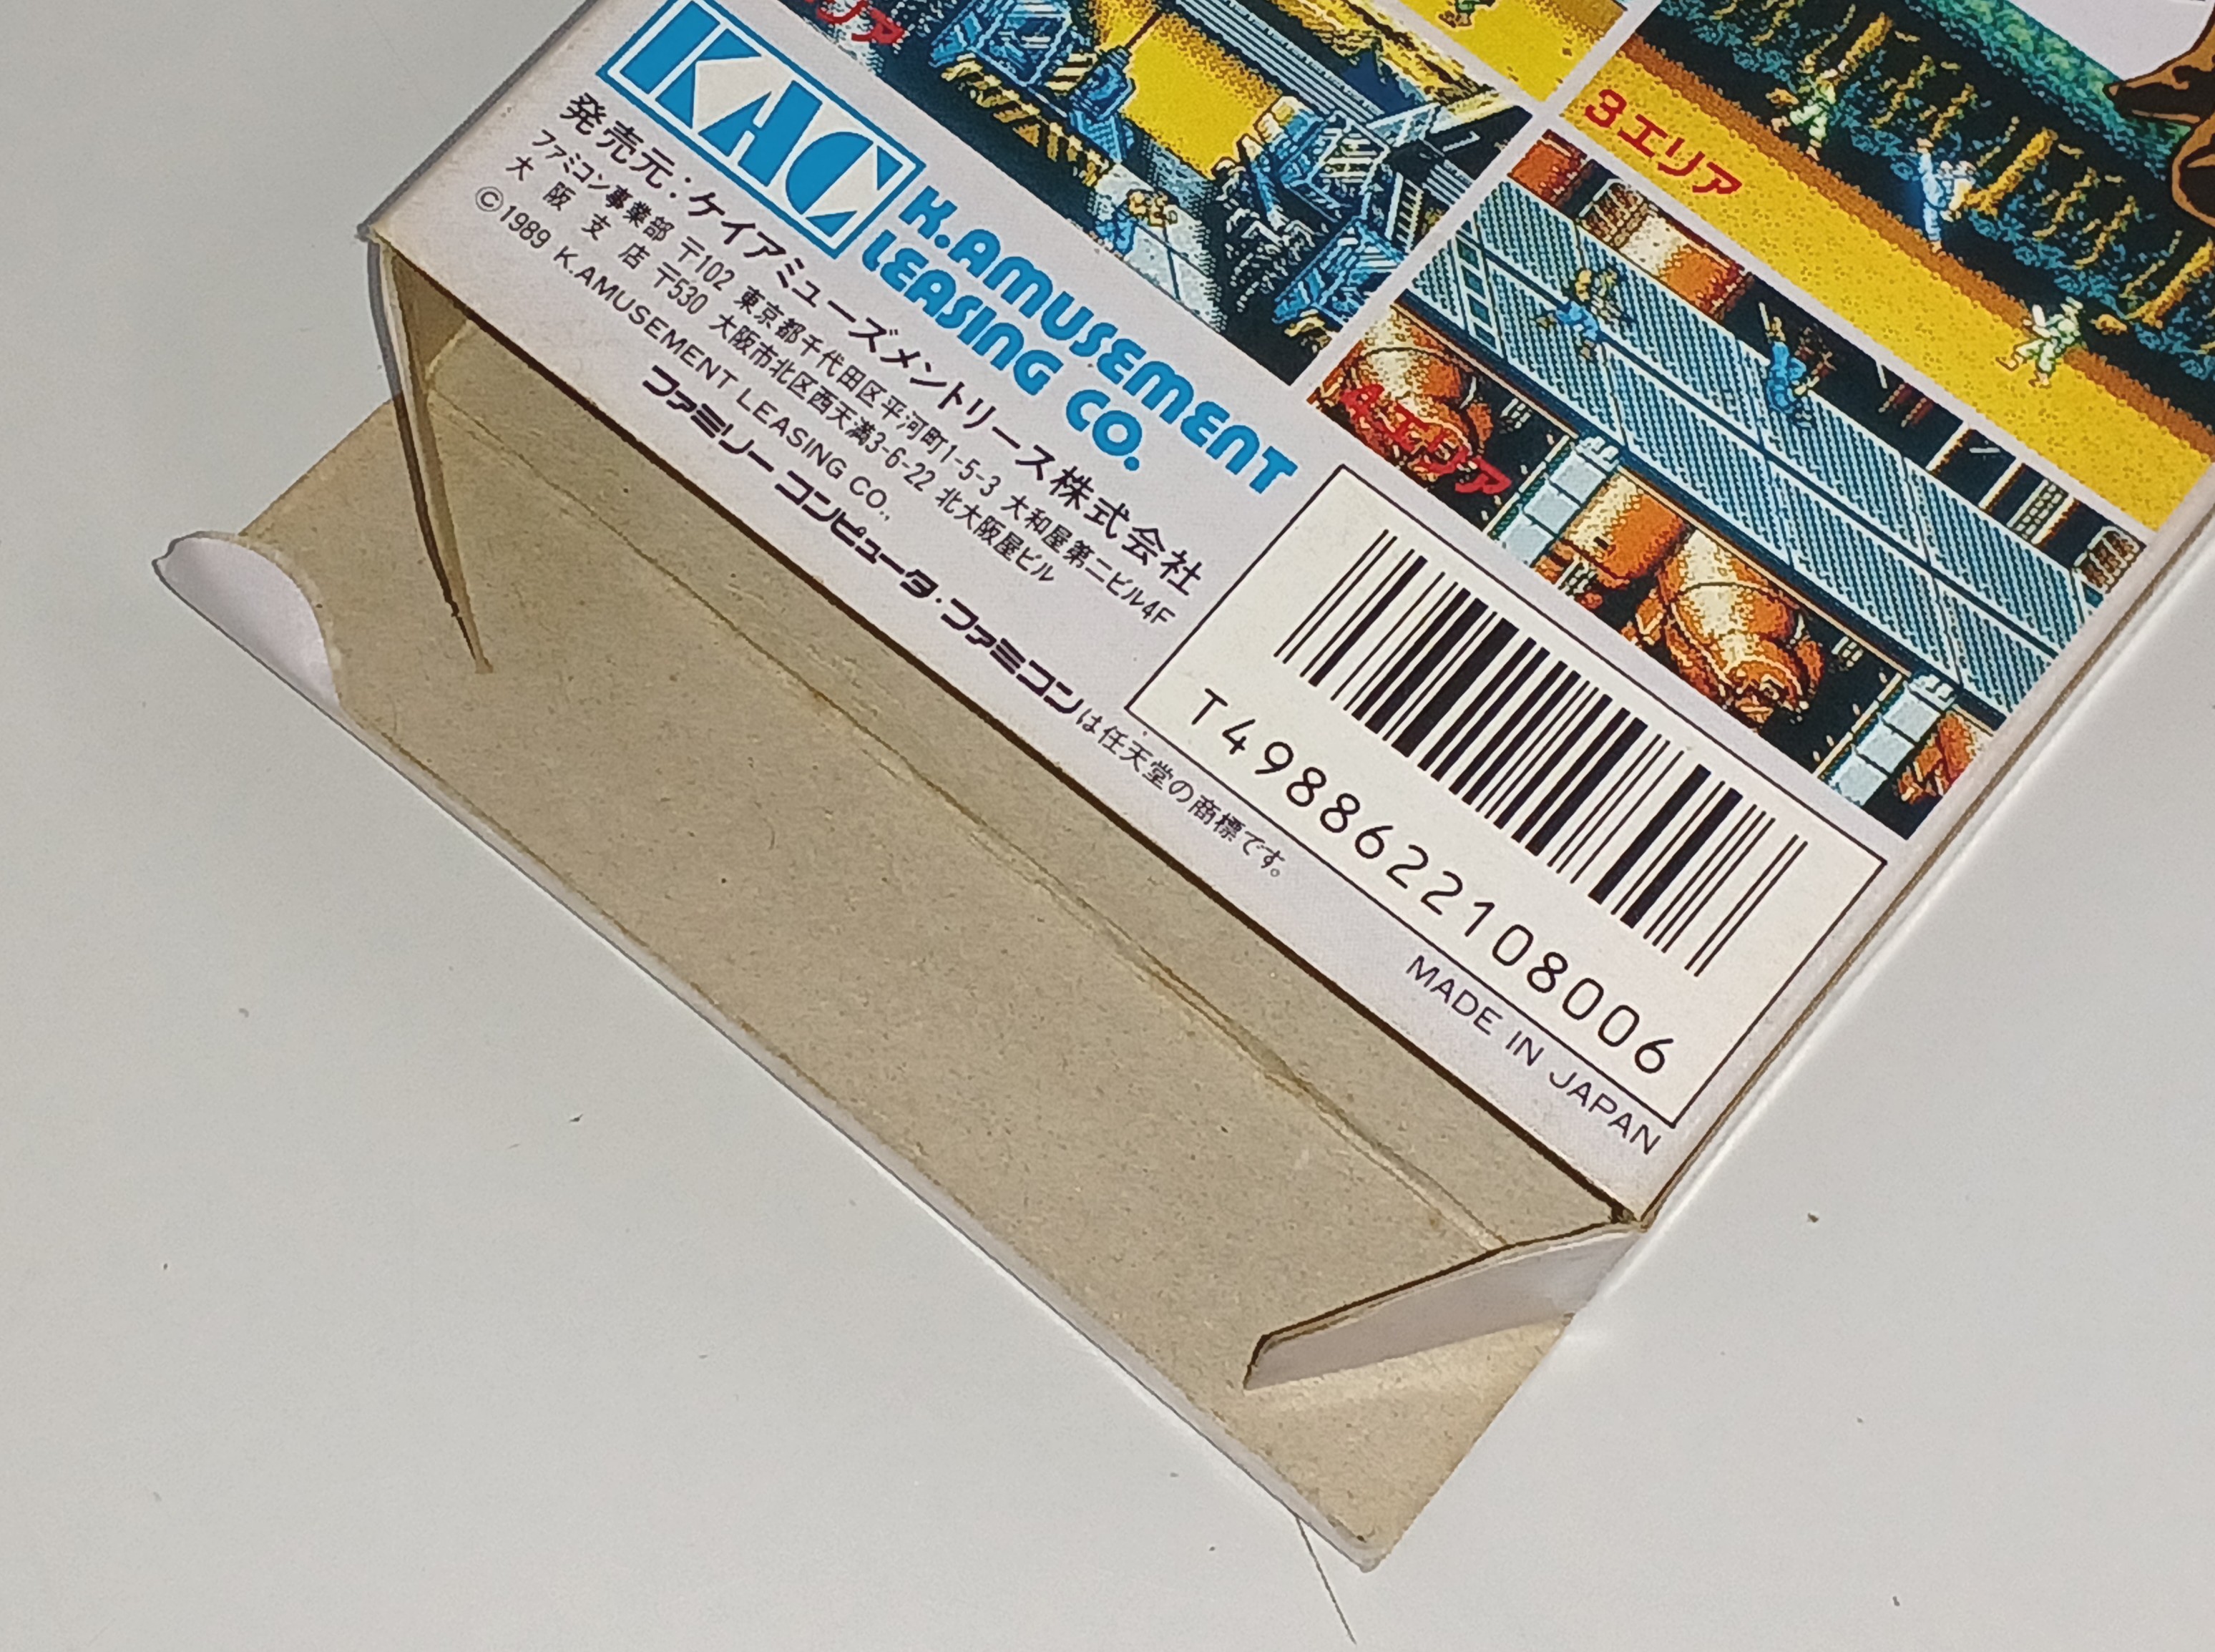 リア
3エリア
4エリア
KAC
K.AMUSEMENT
LEASING CO.
発売元:ケイアミューズメントリース株式会社
ファミコン事業部 〒102 東京都千代田区平河町1-5-3 大和屋第二ビル4F
大阪支店 〒530 大阪市北区西天満3-6-22 北大阪屋ビル
©1989 K.AMUSEMENT LEASING CO.,
ファミリーコンピュータ・ファミコンは任天堂の商標です。
T4988622108006
MADE IN JAPAN